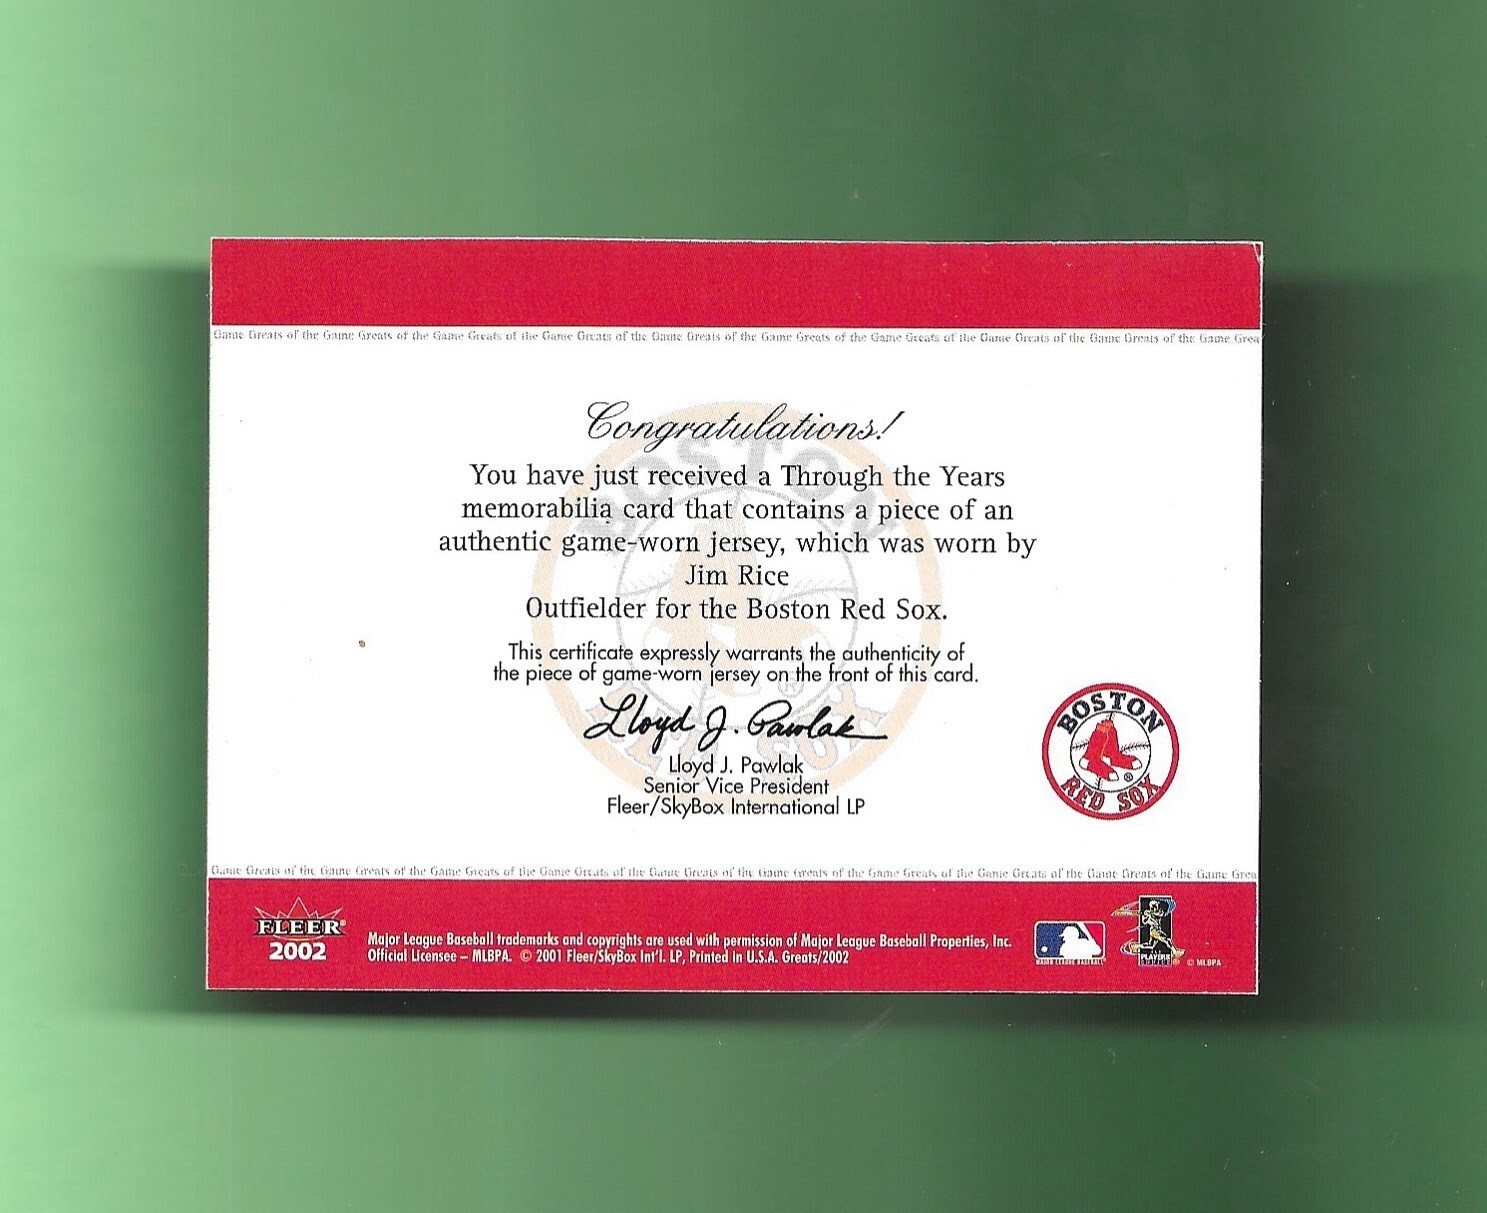 Game Greats of the Game Greats of the Game Greats of the Game Greats of the Game Greats of the Game Greats of the Game Greats of the Game Greats of the Game Greats of the Game Grea
Congratulations!
You have just received a Through the Years
memorabilia card that contains a piece of an
authentic game-worn jersey, which was worn by
Jim Rice
Outfielder for the Boston Red Sox.
This certificate expressly warrants the authenticity of
the piece of game-worn jersey on the front of this card.
Lloyd J. Pawlak
Lloyd J. Pawlak
Senior Vice President
Fleer/SkyBox International LP
BOSTON
RED SOX
®
BOSTON
RED SOX
®
Game Greats of the Game Greats of the Game Greats of the Game Greats of the Game Greats of the Game Greats of the Game Greats of the Game Greats of the Game Greats of the Game Grea
FLEER®
2002
Major League Baseball trademarks and copyrights are used with permission of Major League Baseball Properties, Inc.
Official Licensee – MLBPA. © 2001 Fleer/SkyBox Int'l. LP, Printed in U.S.A. Greats/2002
MAJOR LEAGUE BASEBALL
PLAYERS
© MLBPA